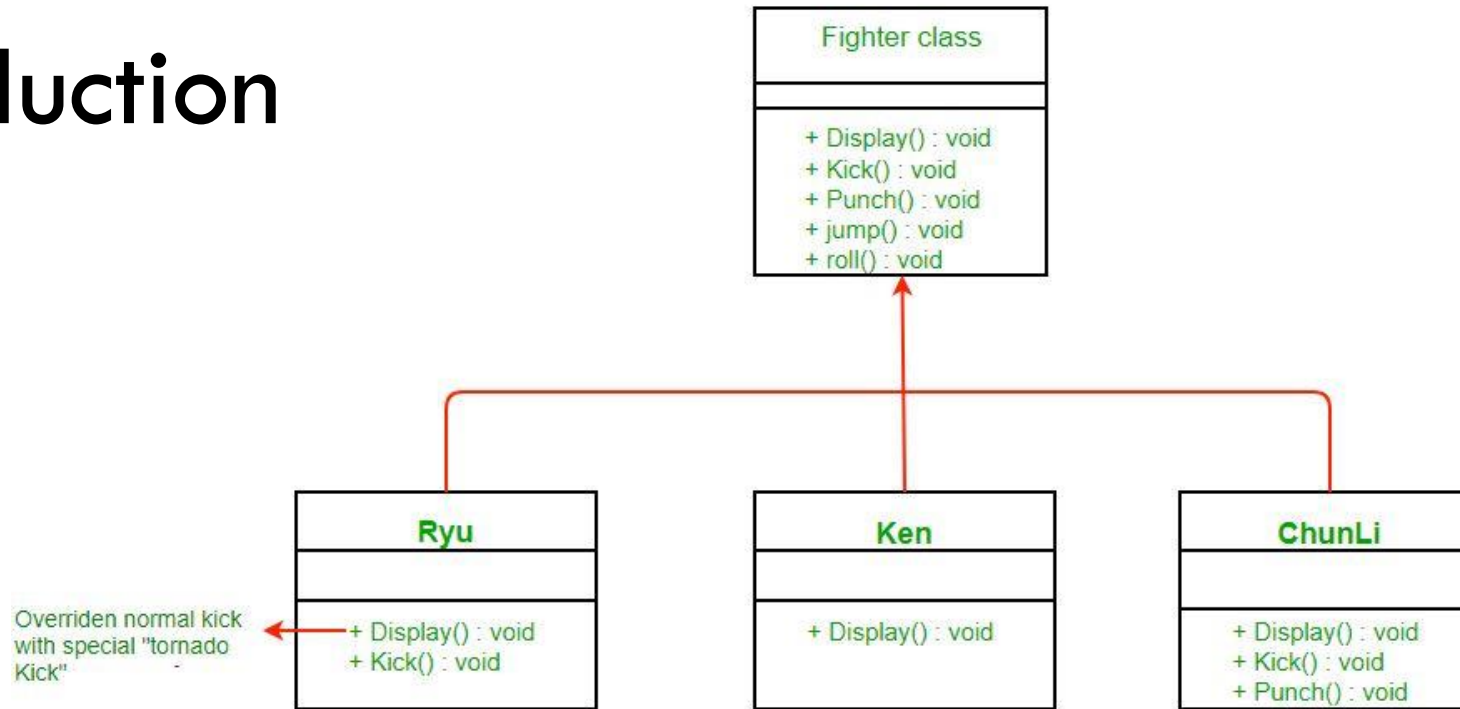 luction
Fighter class
+ Display() : void
+ Kick() : void
+ Punch() : void
+ jump() : void
+ roll() : void
Ryu
+ Display() : void
+ Kick() : void
Overriden normal kick
with special "tornado
Kick"
Ken
+ Display() : void
ChunLi
+ Display() : void
+ Kick() : void
+ Punch() : void